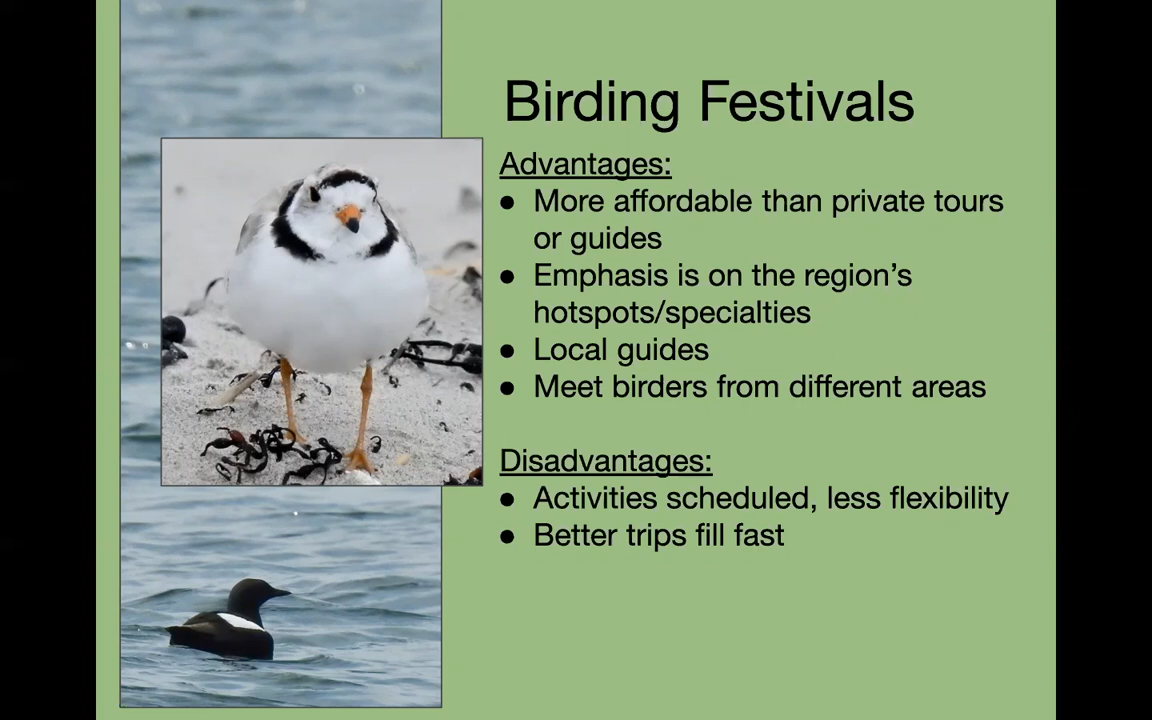 Birding Festivals
Advantages:
● More affordable than private tours
or guides
● Emphasis is on the region’s
hotspots/specialties
● Local guides
● Meet birders from different areas
Disadvantages:
● Activities scheduled, less flexibility
● Better trips fill fast